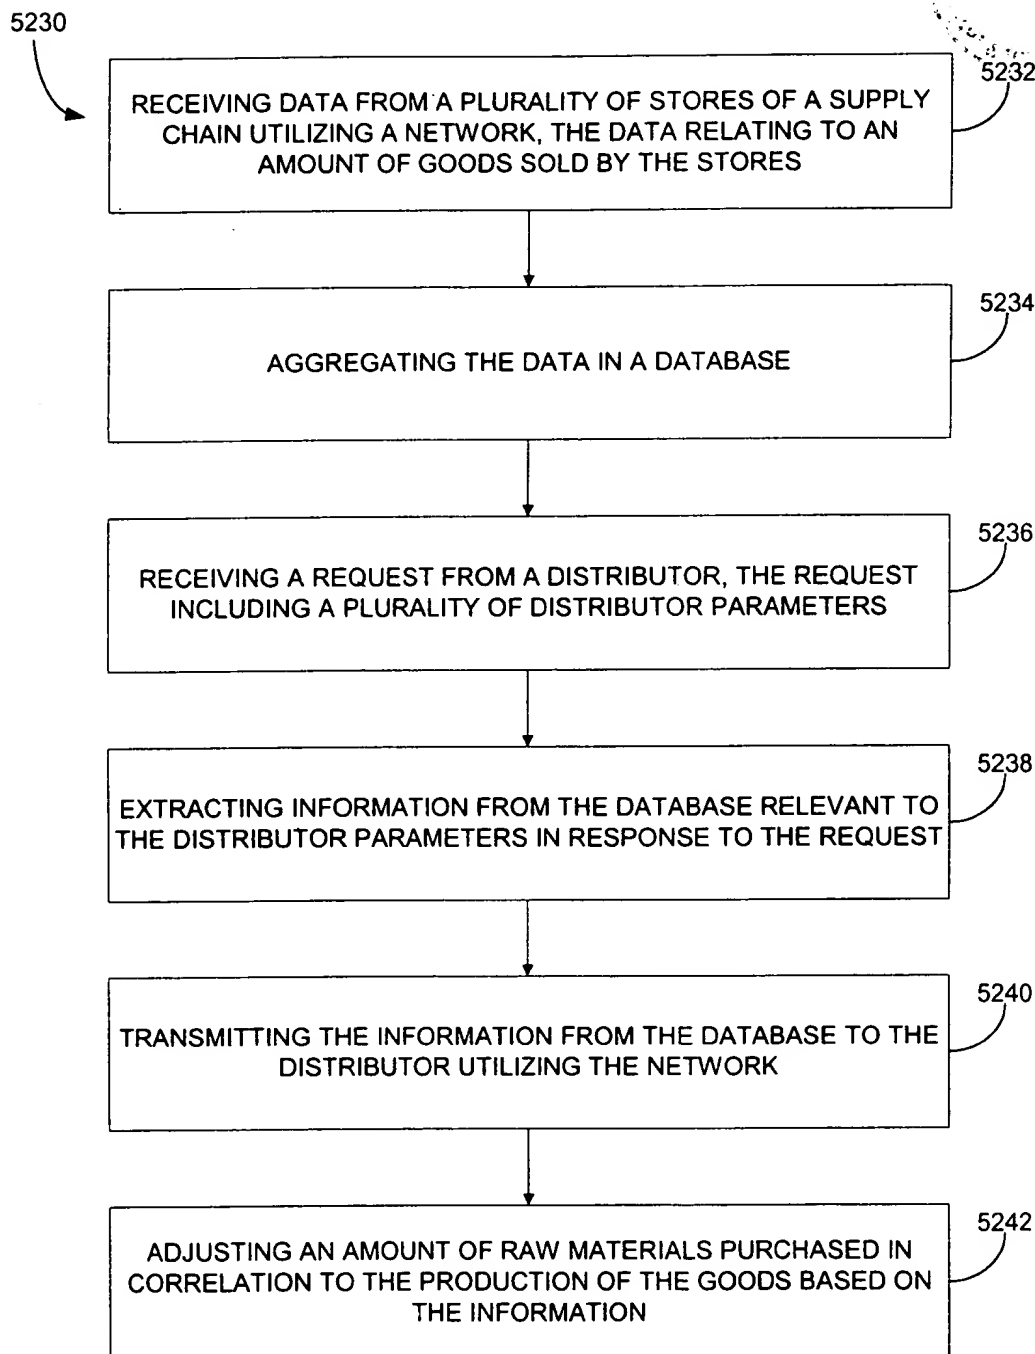 5230
5232
RECEIVING DATA FROM A PLURALITY OF STORES OF A SUPPLY
CHAIN UTILIZING A NETWORK, THE DATA RELATING TO AN
AMOUNT OF GOODS SOLD BY THE STORES
5234
AGGREGATING THE DATA IN A DATABASE
5236
RECEIVING A REQUEST FROM A DISTRIBUTOR, THE REQUEST
INCLUDING A PLURALITY OF DISTRIBUTOR PARAMETERS
5238
EXTRACTING INFORMATION FROM THE DATABASE RELEVANT TO
THE DISTRIBUTOR PARAMETERS IN RESPONSE TO THE REQUEST
5240
TRANSMITTING THE INFORMATION FROM THE DATABASE TO THE
DISTRIBUTOR UTILIZING THE NETWORK
5242
ADJUSTING AN AMOUNT OF RAW MATERIALS PURCHASED IN
CORRELATION TO THE PRODUCTION OF THE GOODS BASED ON
THE INFORMATION